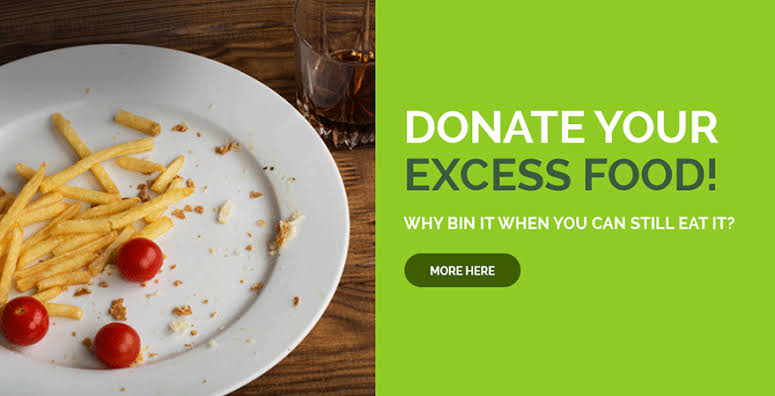 DONATE YOUR
EXCESS FOOD!
WHY BIN IT WHEN YOU CAN STILL EAT IT?
MORE HERE